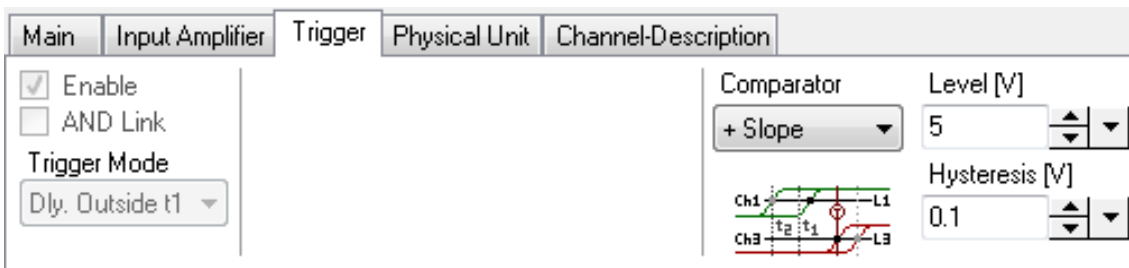 Main
Input Amplifier
Trigger
Physical Unit
Channel-Description
Enable
AND Link
Trigger Mode
Dly. Outside t1
Comparator
+ Slope
Level [V]
5
Hysteresis [V]
0.1
Ch1
L1
t2 t1
T
Ch3
L3